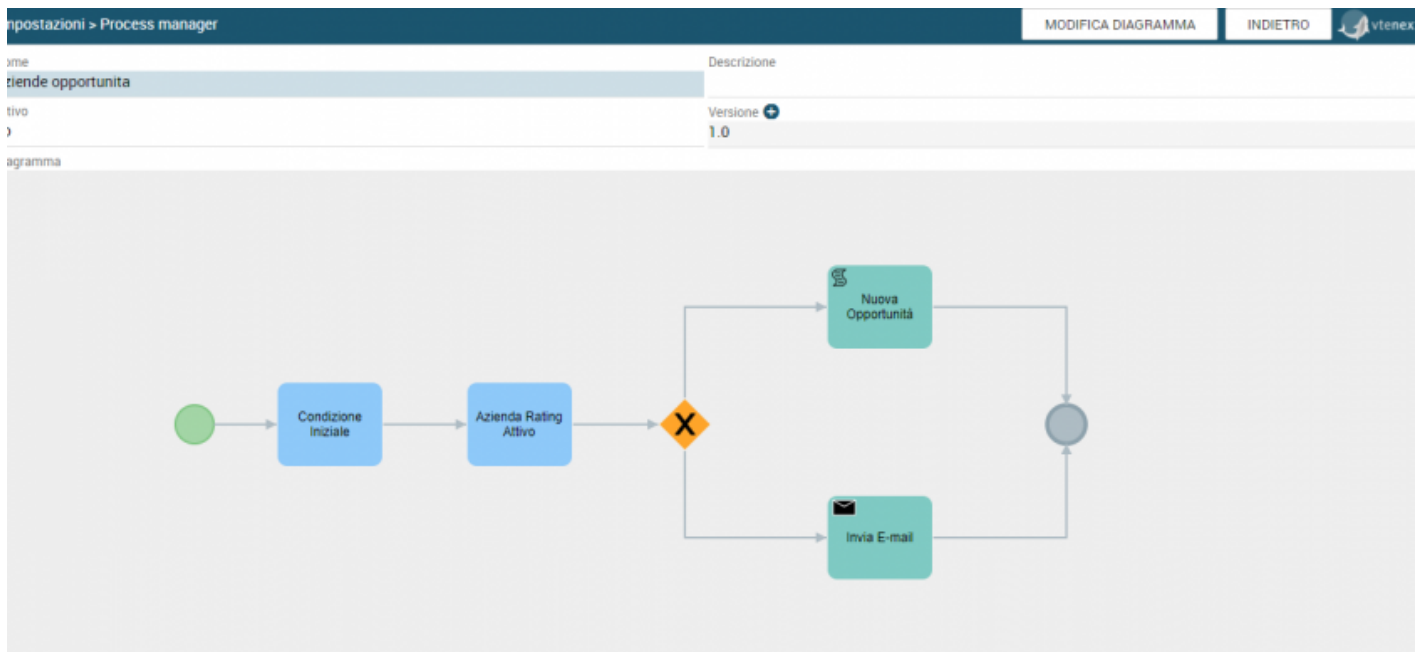 npostazioni > Process manager
MODIFICA DIAGRAMMA
INDIETRO
vtenex
ome
Descrizione
ziende opportunita
tivo
Versione
o
1.0
agramma
Nuova
Opportunità
Condizione
Iniziale
Azienda Rating
Attivo
X
Invia E-mail